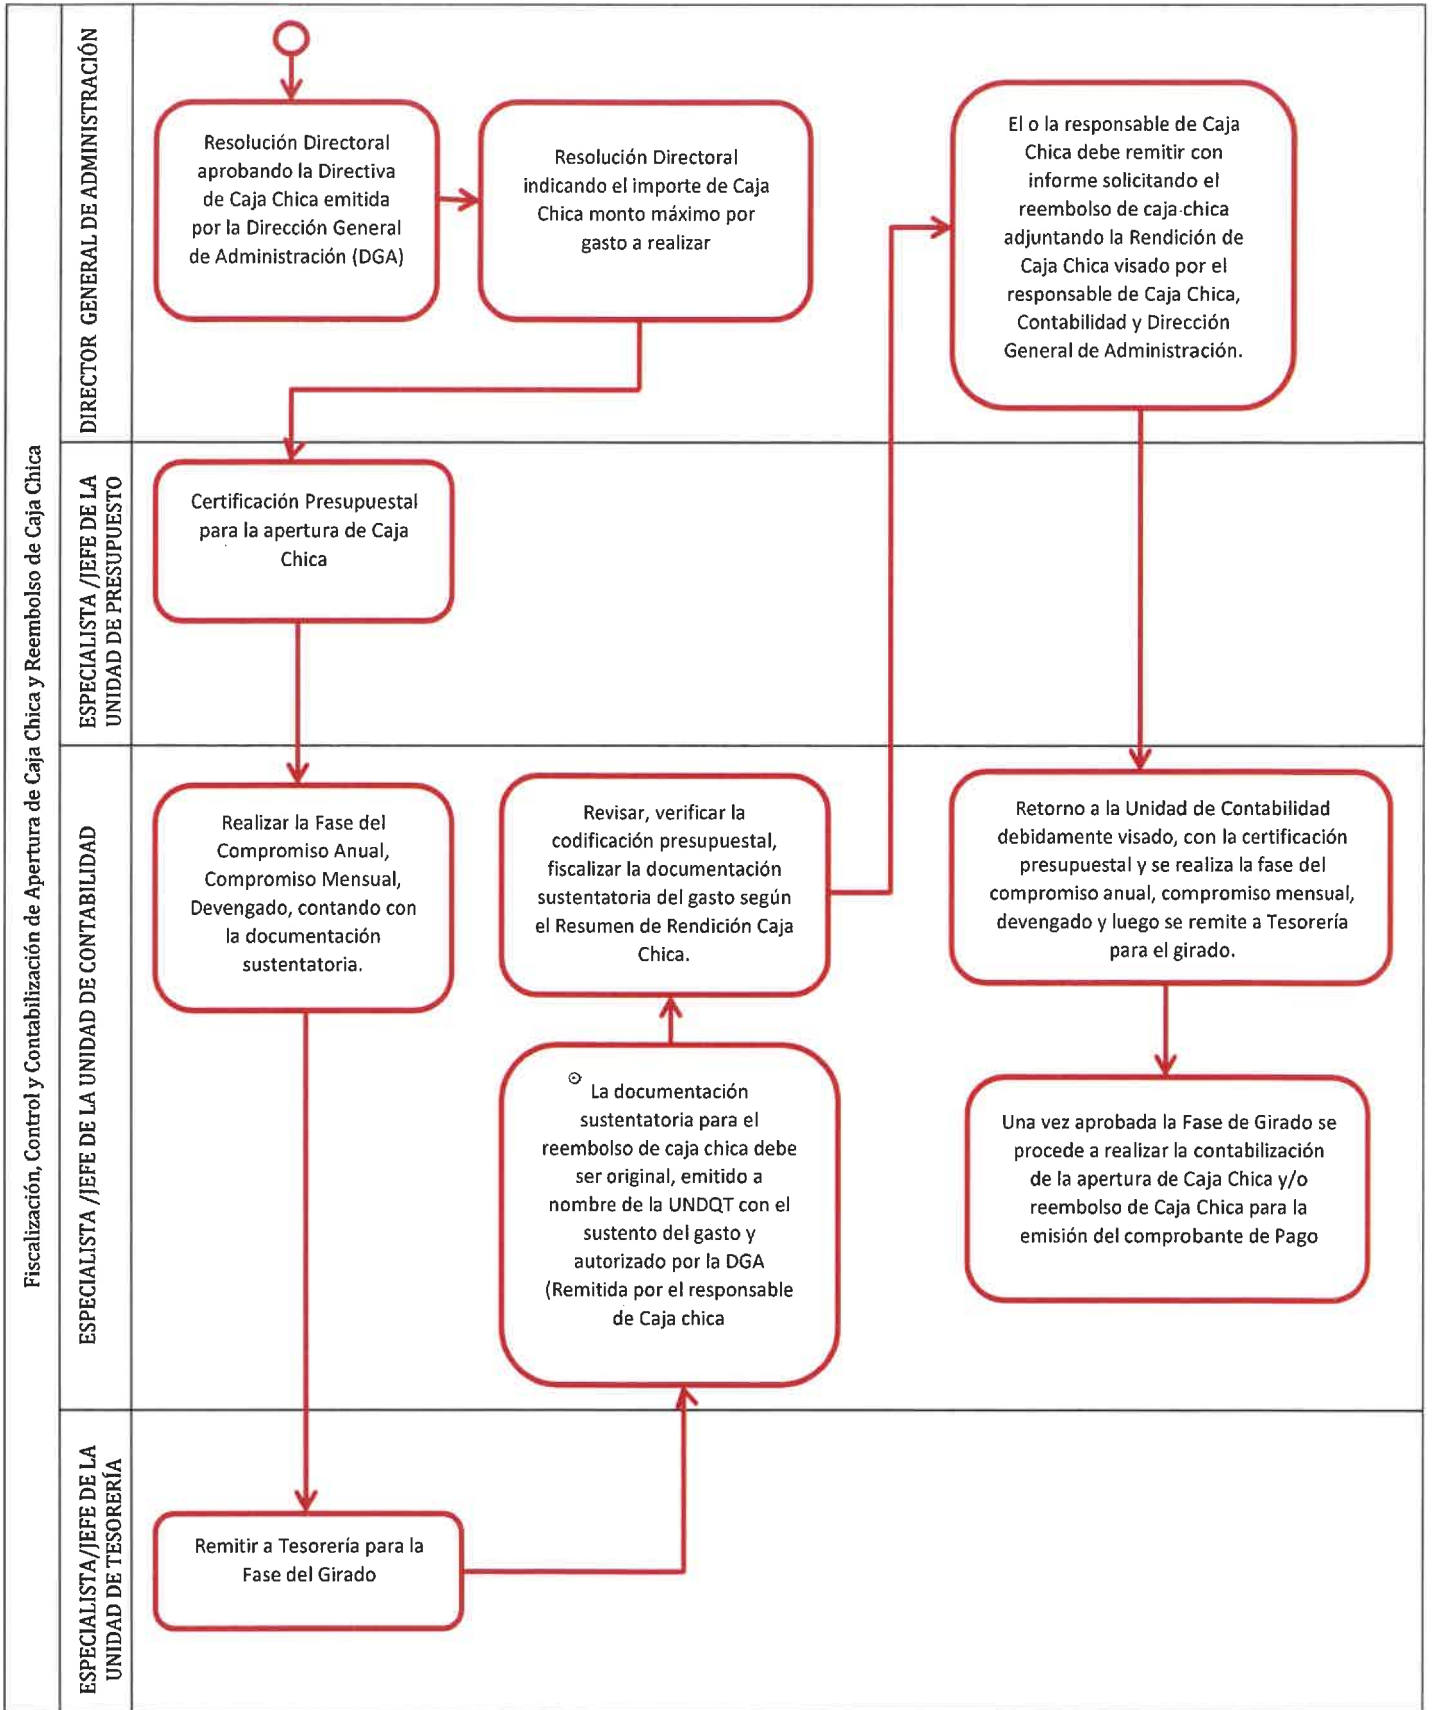 Fiscalización, Control y Contabilización de Apertura de Caja Chica y Reembolso de Caja Chica
DIRECTOR GENERAL DE ADMINISTRACIÓN
Resolución Directoral
aprobando la Directiva
de Caja Chica emitida
por la Dirección General
de Administración (DGA)
Resolución Directoral
indicando el importe de Caja
Chica monto máximo por
gasto a realizar
El o la responsable de Caja
Chica debe remitir con
informe solicitando el
reembolso de caja chica
adjuntando la Rendición de
Caja Chica visado por el
responsable de Caja Chica,
Contabilidad y Dirección
General de Administración.
ESPECIALISTA /JEFE DE LA
UNIDAD DE PRESUPUESTO
Certificación Presupuestal
para la apertura de Caja
Chica
ESPECIALISTA /JEFE DE LA UNIDAD DE CONTABILIDAD
Realizar la Fase del
Compromiso Anual,
Compromiso Mensual,
Devengado, contando con
la documentación
sustentatoria.
Revisar, verificar la
codificación presupuestal,
fiscalizar la documentación
sustentatoria del gasto según
el Resumen de Rendición Caja
Chica.
La documentación
sustentatoria para el
reembolso de caja chica debe
ser original, emitido a
nombre de la UNDQT con el
sustento del gasto y
autorizado por la DGA
(Remitida por el responsable
de Caja chica
Retorno a la Unidad de Contabilidad
debidamente visado, con la certificación
presupuestal y se realiza la fase del
compromiso anual, compromiso mensual,
devengado y luego se remite a Tesorería
para el girado.
Una vez aprobada la Fase de Girado se
procede a realizar la contabilización
de la apertura de Caja Chica y/o
reembolso de Caja Chica para la
emisión del comprobante de Pago
ESPECIALISTA/JEFE DE LA
UNIDAD DE TESORERÍA
Remitir a Tesorería para la
Fase del Girado